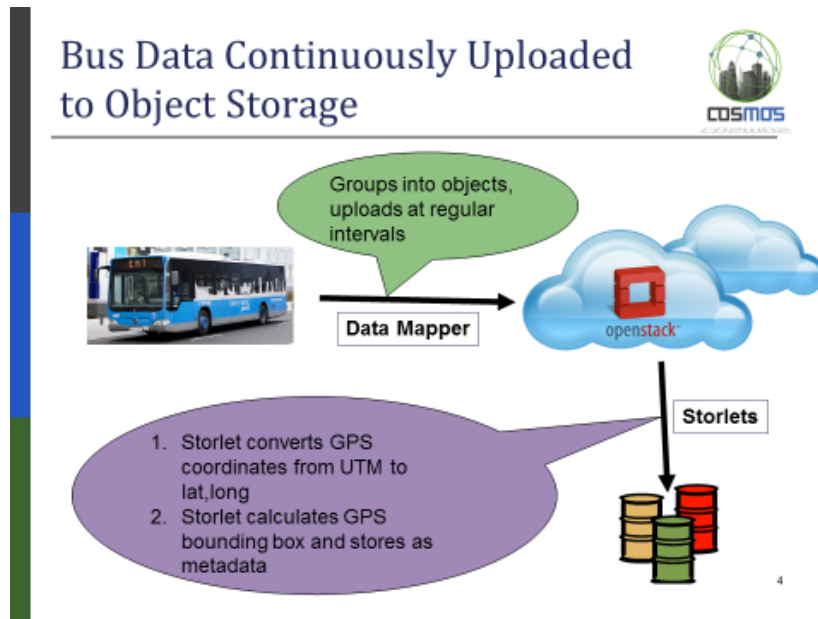 Bus Data Continuously Uploaded
to Object Storage
COSMOS
Groups into objects,
uploads at regular
intervals
Data Mapper
openstack™
Storlets
1. Storlet converts GPS
coordinates from UTM to
lat,long
2. Storlet calculates GPS
bounding box and stores as
metadata
4